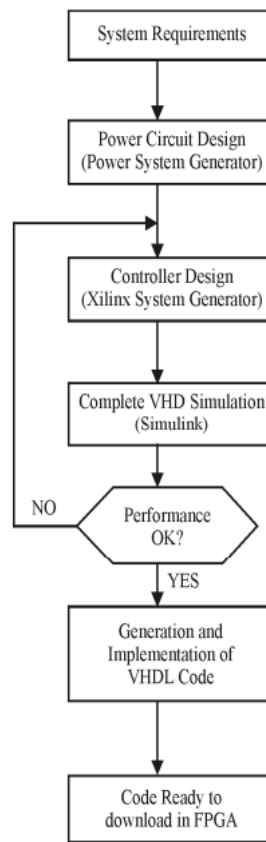 System Requirements
Power Circuit Design
(Power System Generator)
Controller Design
(Xilinx System Generator)
Complete VHD Simulation
(Simulink)
NO
Performance
OK?
YES
Generation and
Implementation of
VHDL Code
Code Ready to
download in FPGA